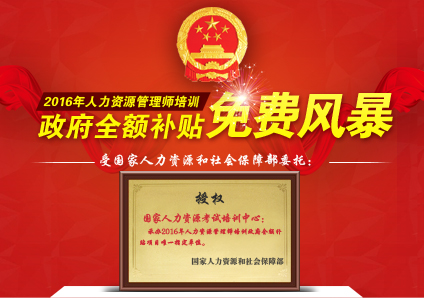 2016年人力资源管理师培训
政府全额补贴
免费风暴
受国家人力资源和社会保障部委托：
授权
国家人力资源考试培训中心：
承办2016年人力资源管理师培训政府全额补
贴项目唯一指定单位。
国家人力资源和社会保障部